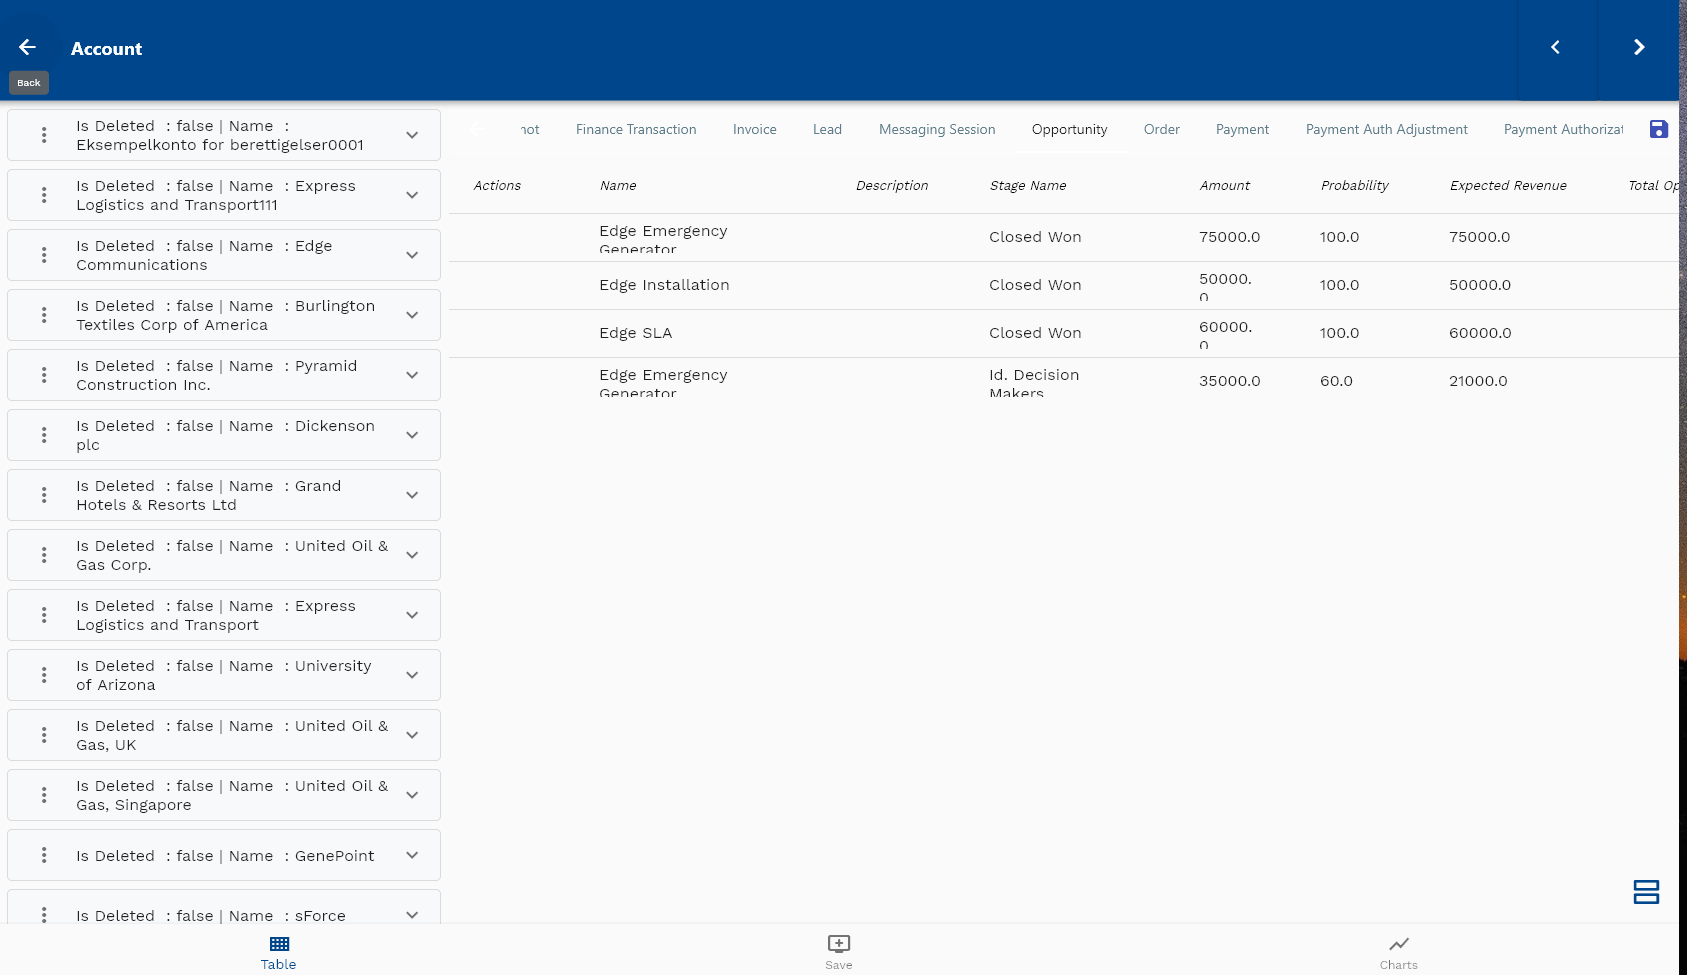 Account
Back
Is Deleted : false | Name :
Eksempelkonto for berettigelser0001
Is Deleted : false | Name : Express
Logistics and Transport111
Is Deleted : false | Name : Edge
Communications
Is Deleted : false | Name : Burlington
Textiles Corp of America
Is Deleted : false | Name : Pyramid
Construction Inc.
Is Deleted : false | Name : Dickenson
plc
Is Deleted : false | Name : Grand
Hotels & Resorts Ltd
Is Deleted : false | Name : United Oil &
Gas Corp.
Is Deleted : false | Name : Express
Logistics and Transport
Is Deleted : false | Name : University
of Arizona
Is Deleted : false | Name : United Oil &
Gas, UK
Is Deleted : false | Name : United Oil &
Gas, Singapore
Is Deleted : false | Name : GenePoint
Is Deleted : false | Name : sForce
Finance Transaction Invoice Lead Messaging Session Opportunity Order Payment Payment Auth Adjustment Payment
Actions Name Description Stage Name Amount Probability Expected Revenue Total
Edge Emergency
Generator
Closed Won 75000.0 100.0 75000.0
Edge Installation Closed Won 50000.
0
100.0 50000.0
Edge SLA Closed Won 60000.
0
100.0 60000.0
Edge Emergency
Generator
Id. Decision
Makers
35000.0 60.0 21000.0
Table Save Charts